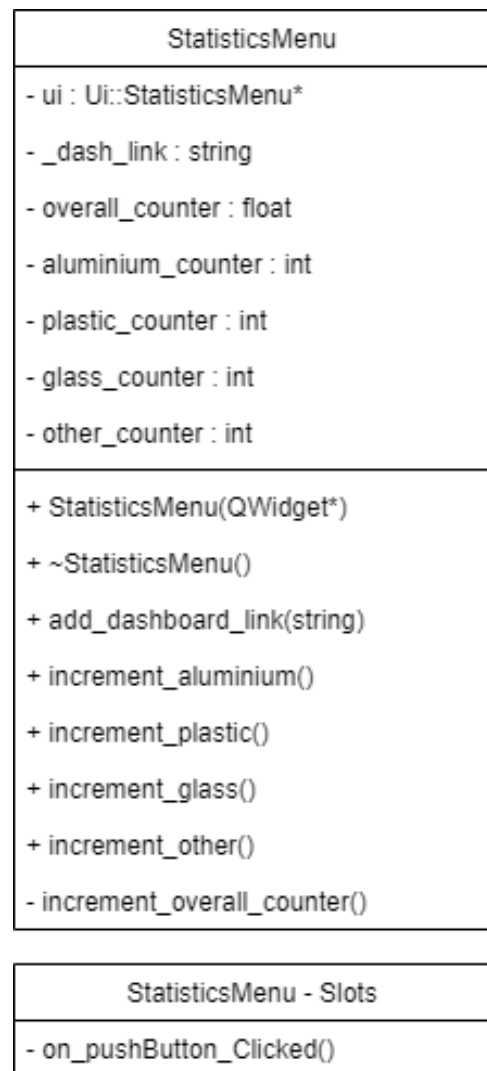 StatisticsMenu
- ui : Ui::StatisticsMenu*
- _dash_link : string
- overall_counter : float
- aluminium_counter : int
- plastic_counter : int
- glass_counter : int
- other_counter : int
+ StatisticsMenu(QWidget*)
+ ~StatisticsMenu()
+ add_dashboard_link(string)
+ increment_aluminium()
+ increment_plastic()
+ increment_glass()
+ increment_other()
- increment_overall_counter()
StatisticsMenu - Slots
- on_pushButton_Clicked()